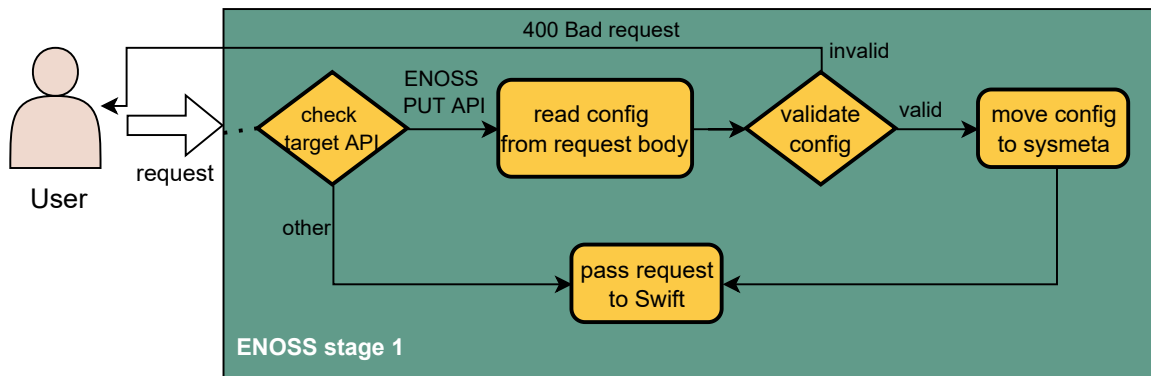 400 Bad request
invalid
ENOSS
PUT API
check
target API
read config
from request body
validate
config
valid
move config
to sysmeta
request
User
other
pass request
to Swift
ENOSS stage 1